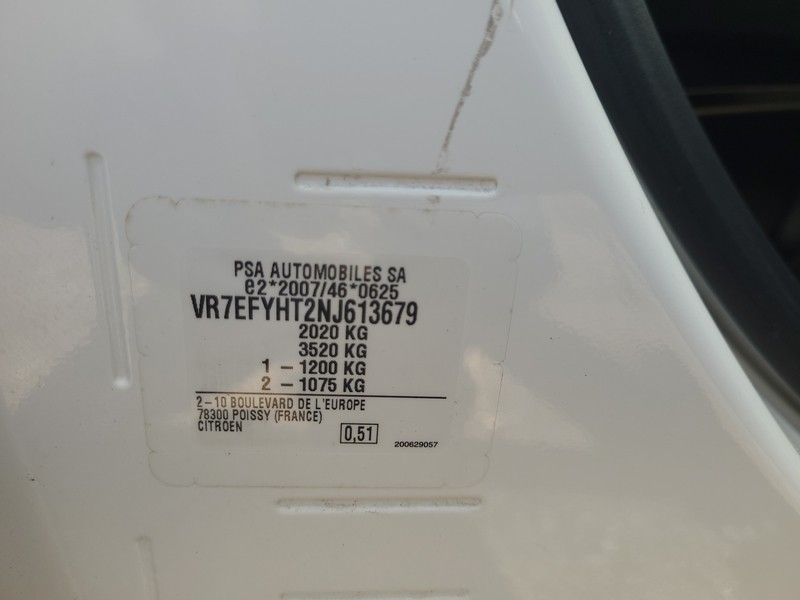 PSA AUTOMOBILES SA
e2*2007/46*0625
VR7EFYHT2NJ613679
2020 KG
3520 KG
1 – 1200 KG
2 – 1075 KG
2–10 BOULEVARD DE L'EUROPE
78300 POISSY (FRANCE)
CITROEN
0,51
200629057